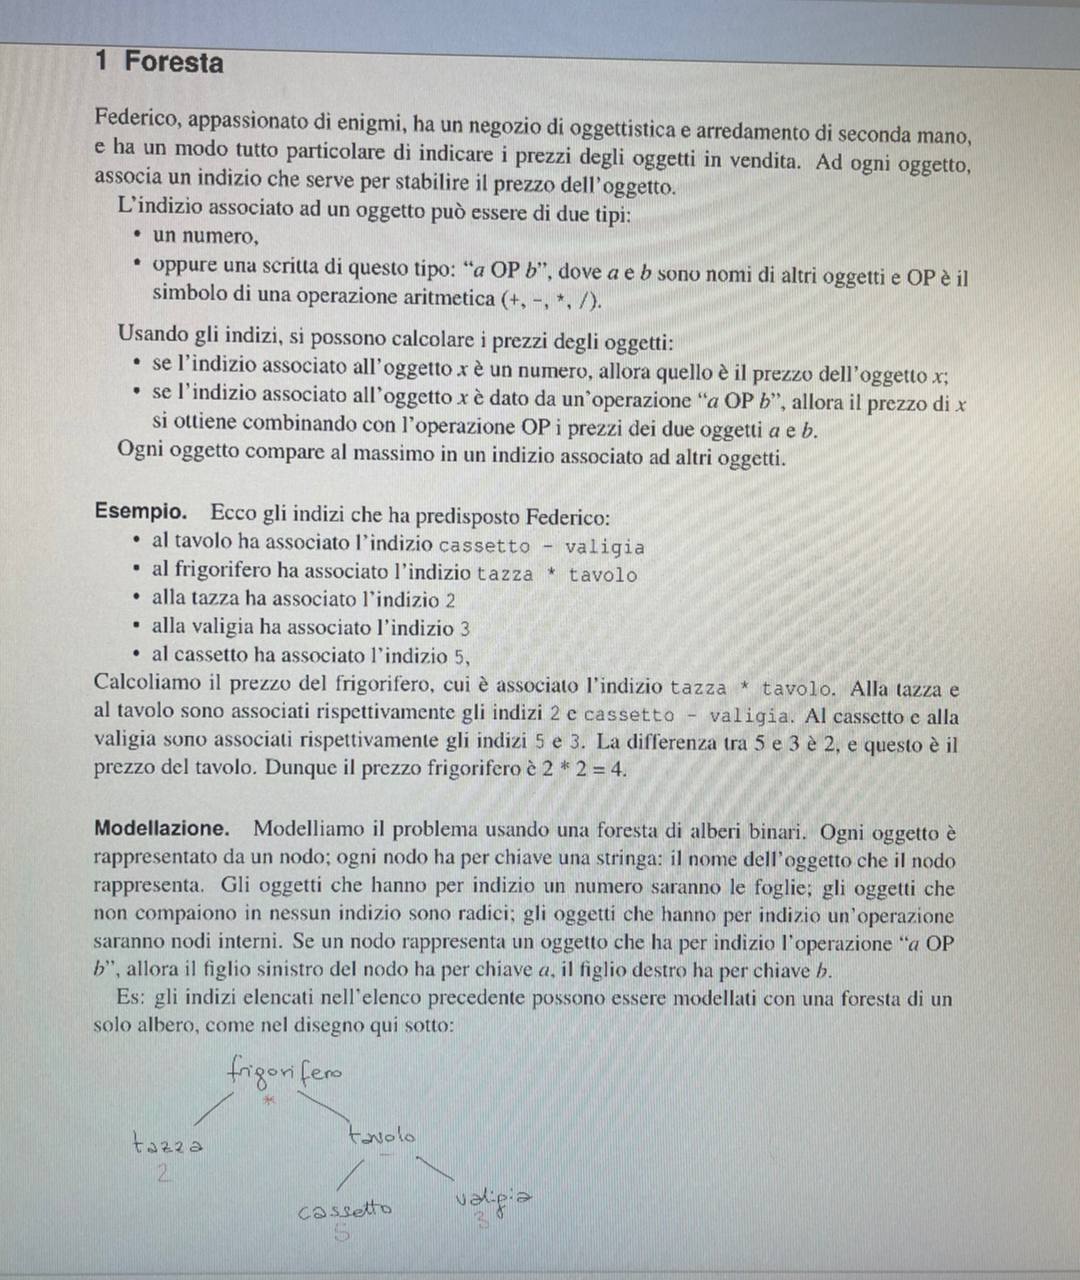 1 Foresta
Federico, appassionato di enigmi, ha un negozio di oggettistica e arredamento di seconda mano,
e ha un modo tutto particolare di indicare i prezzi degli oggetti in vendita. Ad ogni oggetto,
associa un indizio che serve per stabilire il prezzo dell'oggetto.
L'indizio associato ad un oggetto può essere di due tipi:
• un numero,
• oppure una scritta di questo tipo: “a OP b”, dove a e b sono nomi di altri oggetti e OP è il
simbolo di una operazione aritmetica (+, −, *, /).
Usando gli indizi, si possono calcolare i prezzi degli oggetti:
• se l'indizio associato all'oggetto x è un numero, allora quello è il prezzo dell'oggetto x;
• se l'indizio associato all'oggetto x è dato da un'operazione “a OP b”, allora il prezzo di x
si ottiene combinando con l'operazione OP i prezzi dei due oggetti a e b.
Ogni oggetto compare al massimo in un indizio associato ad altri oggetti.
Esempio. Ecco gli indizi che ha predisposto Federico:
• al tavolo ha associato l'indizio cassetto - valigia
• al frigorifero ha associato l'indizio tazza * tavolo
• alla tazza ha associato l'indizio 2
• alla valigia ha associato l'indizio 3
• al cassetto ha associato l'indizio 5,
Calcoliamo il prezzo del frigorifero, cui è associato l'indizio tazza * tavolo. Alla tazza e
al tavolo sono associati rispettivamente gli indizi 2 e cassetto - valigia. Al cassetto e alla
valigia sono associati rispettivamente gli indizi 5 e 3. La differenza tra 5 e 3 è 2, e questo è il
prezzo del tavolo. Dunque il prezzo frigorifero è 2 * 2 = 4.
Modellazione. Modelliamo il problema usando una foresta di alberi binari. Ogni oggetto è
rappresentato da un nodo; ogni nodo ha per chiave una stringa: il nome dell'oggetto che il nodo
rappresenta. Gli oggetti che hanno per indizio un numero saranno le foglie; gli oggetti che
non compaiono in nessun indizio sono radici; gli oggetti che hanno per indizio un'operazione
saranno nodi interni. Se un nodo rappresenta un oggetto che ha per indizio l'operazione “a OP
b”, allora il figlio sinistro del nodo ha per chiave a, il figlio destro ha per chiave b.
Es: gli indizi elencati nell'elenco precedente possono essere modellati con una foresta di un
solo albero, come nel disegno qui sotto:
frigorifero
*
tazza tavolo
2 -
cassetto valigia
5 3